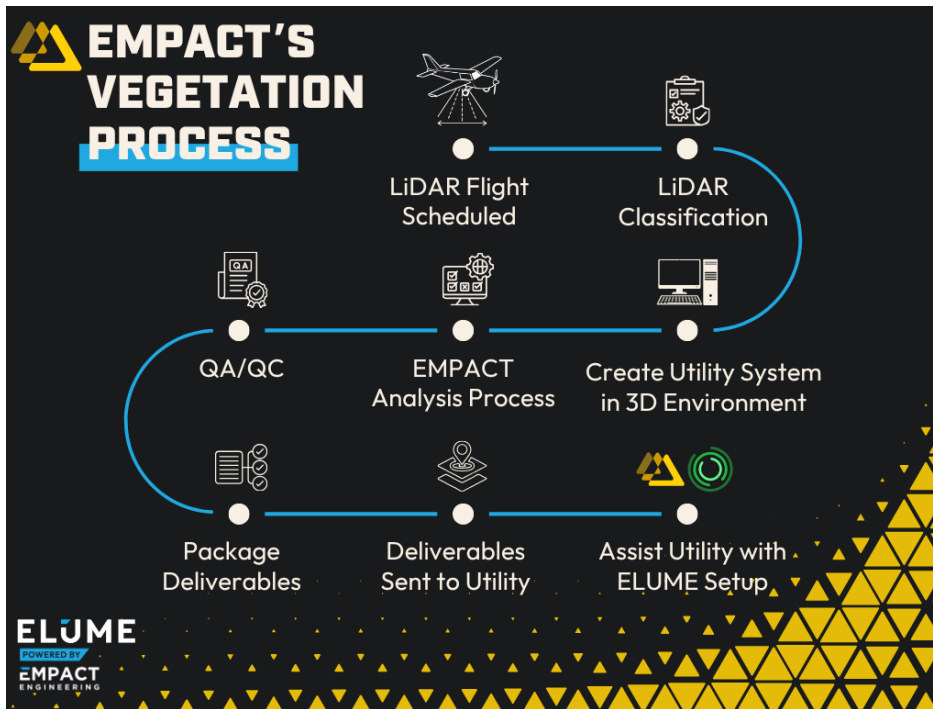 EMPACT'S
VEGETATION
PROCESS
LiDAR Flight
Scheduled
LiDAR
Classification
Create Utility System
in 3D Environment
EMPACT
Analysis Process
QA
QA/QC
Package
Deliverables
Deliverables
Sent to Utility
Assist Utility with
ELUME Setup
ELUME
POWERED BY
EMPACT
ENGINEERING